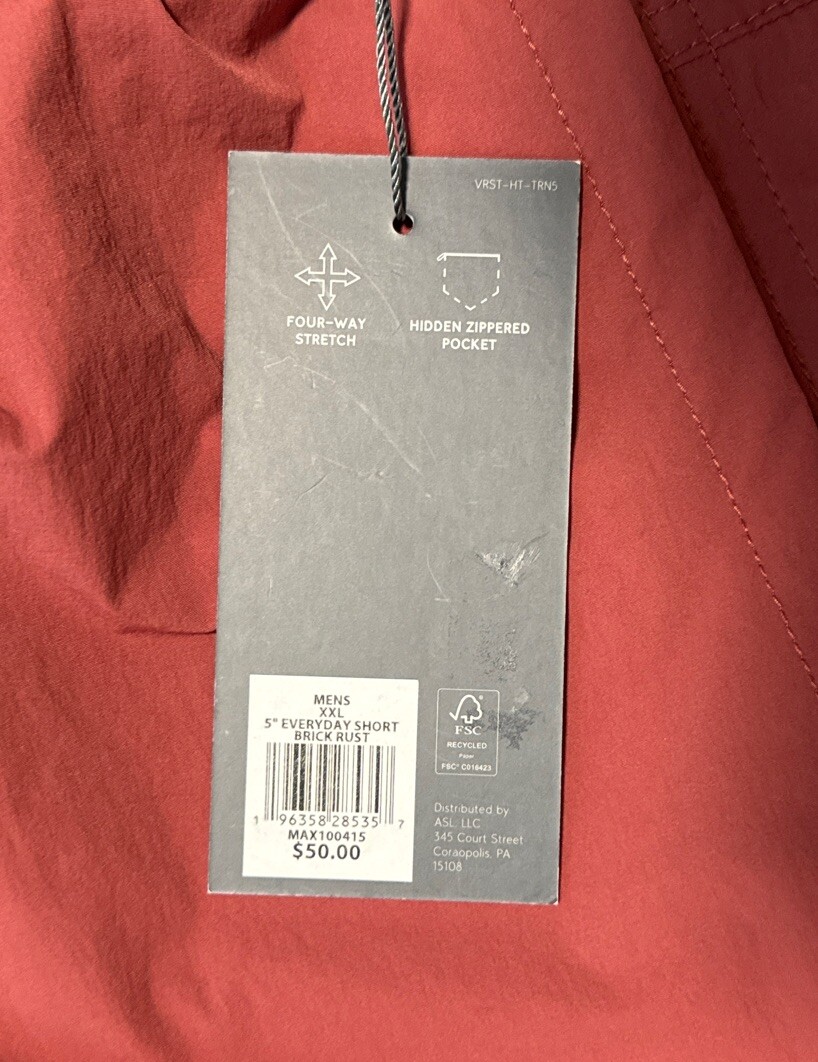 VRST-HT-TRN5
FOUR-WAY
STRETCH
HIDDEN ZIPPERED
POCKET
MENS
XXL
5" EVERYDAY SHORT
BRICK RUST
1 96358 28535 7
MAX100415
$50.00
FSC®
RECYCLED
Paper
FSC® C018423
Distributed by
ASL, LLC
345 Court Street
Coraopolis, PA
15108